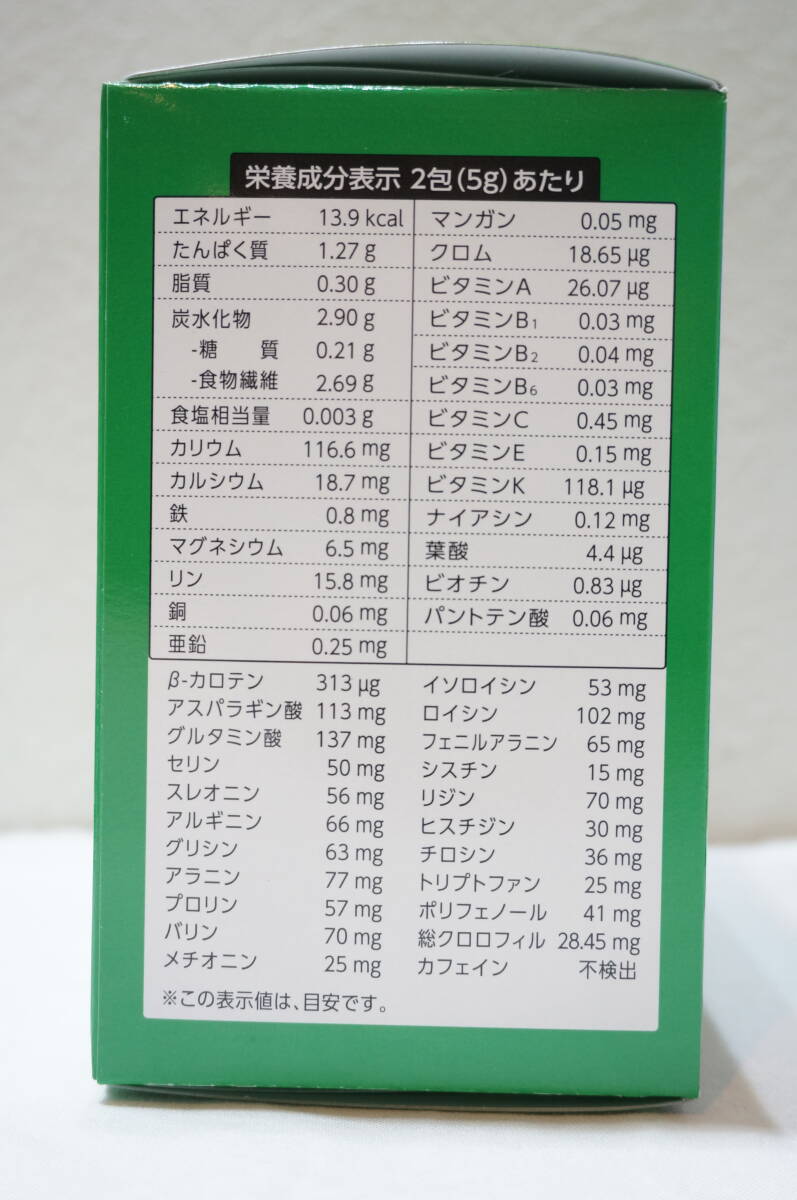 栄養成分表示 2包(5g)あたり
エネルギー 13.9 kcal
たんぱく質 1.27 g
脂質 0.30 g
炭水化物 2.90 g
-糖 質 0.21 g
-食物繊維 2.69 g
食塩相当量 0.003 g
カリウム 116.6 mg
カルシウム 18.7 mg
鉄 0.8 mg
マグネシウム 6.5 mg
リン 15.8 mg
銅 0.06 mg
亜鉛 0.25 mg
マンガン 0.05 mg
クロム 18.65 μg
ビタミンA 26.07 μg
ビタミンB1 0.03 mg
ビタミンB2 0.04 mg
ビタミンB6 0.03 mg
ビタミンC 0.45 mg
ビタミンE 0.15 mg
ビタミンK 118.1 μg
ナイアシン 0.12 mg
葉酸 4.4 μg
ビオチン 0.83 μg
パントテン酸 0.06 mg
β-カロテン 313 μg
アスパラギン酸 113 mg
グルタミン酸 137 mg
セリン 50 mg
スレオニン 56 mg
アルギニン 66 mg
グリシン 63 mg
アラニン 77 mg
プロリン 57 mg
バリン 70 mg
メチオニン 25 mg
イソロイシン 53 mg
ロイシン 102 mg
フェニルアラニン 65 mg
シスチン 15 mg
リジン 70 mg
ヒスチジン 30 mg
チロシン 36 mg
トリプトファン 25 mg
ポリフェノール 41 mg
総クロロフィル 28.45 mg
カフェイン 不検出
※この表示値は、目安です。